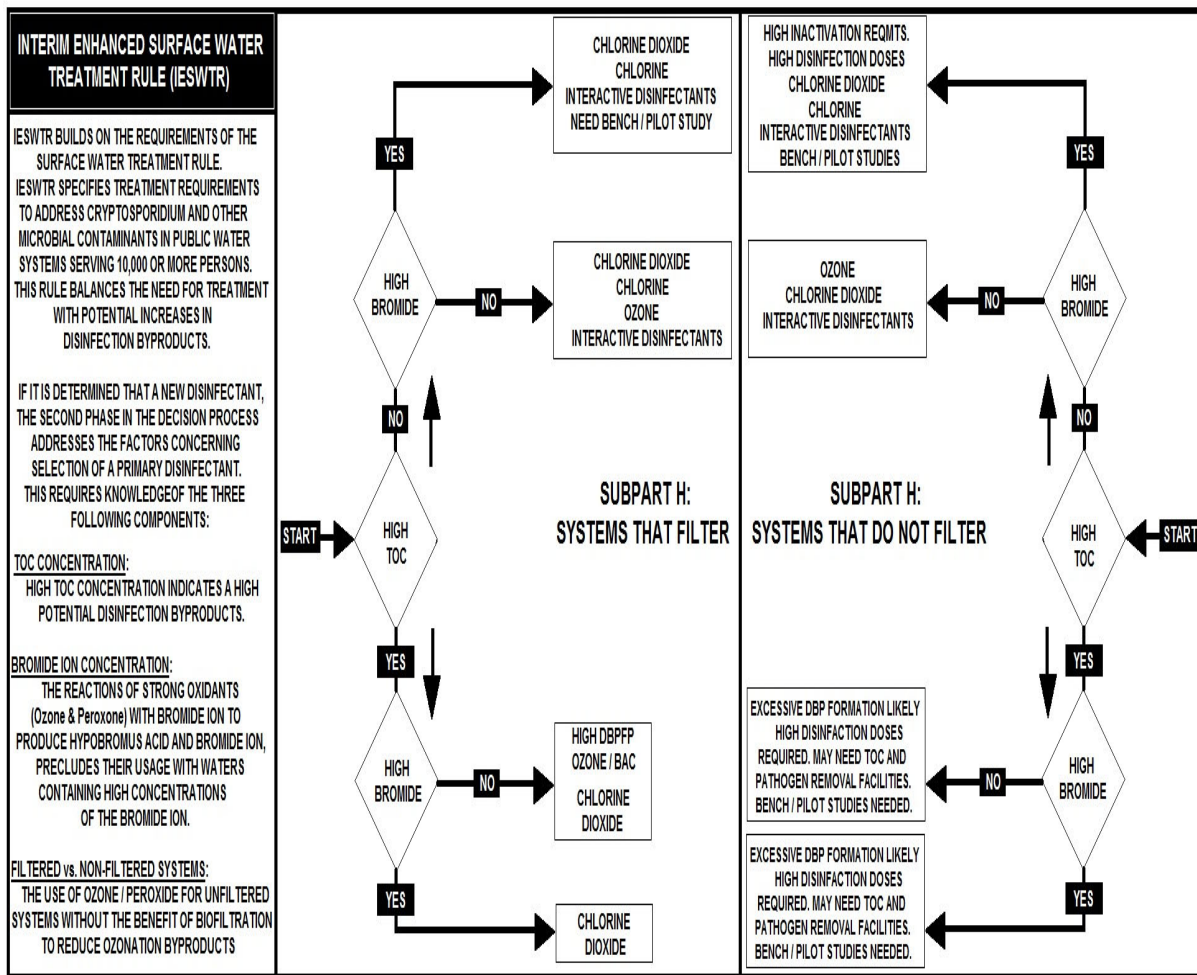 INTERIM ENHANCED SURFACE WATER
TREATMENT RULE (IESWTR)
IESWTR BUILDS ON THE REQUIREMENTS OF THE
SURFACE WATER TREATMENT RULE.
IESWTR SPECIFIES TREATMENT REQUIREMENTS
TO ADDRESS CRYPTOSPORIDIUM AND OTHER
MICROBIAL CONTAMINANTS IN PUBLIC WATER
SYSTEMS SERVING 10,000 OR MORE PERSONS.
THIS RULE BALANCES THE NEED FOR TREATMENT
WITH POTENTIAL INCREASES IN
DISINFECTION BYPRODUCTS.
IF IT IS DETERMINED THAT A NEW DISINFECTANT,
THE SECOND PHASE IN THE DECISION PROCESS
ADDRESSES THE FACTORS CONCERNING
SELECTION OF A PRIMARY DISINFECTANT.
THIS REQUIRES KNOWLEDGEOF THE THREE
FOLLOWING COMPONENTS:
TOC CONCENTRATION:
HIGH TOC CONCENTRATION INDICATES A HIGH
POTENTIAL DISINFECTION BYPRODUCTS.
BROMIDE ION CONCENTRATION:
THE REACTIONS OF STRONG OXIDANTS
(Ozone & Peroxone) WITH BROMIDE ION TO
PRODUCE HYPOBROMUS ACID AND BROMIDE ION,
PRECLUDES THEIR USAGE WITH WATERS
CONTAINING HIGH CONCENTRATIONS
OF THE BROMIDE ION.
FILTERED vs. NON-FILTERED SYSTEMS:
THE USE OF OZONE / PEROXIDE FOR UNFILTERED
SYSTEMS WITHOUT THE BENEFIT OF BIOFILTRATION
TO REDUCE OZONATION BYPRODUCTS
CHLORINE DIOXIDE
CHLORINE
INTERACTIVE DISINFECTANTS
NEED BENCH / PILOT STUDY
YES
HIGH
BROMIDE
NO
CHLORINE DIOXIDE
CHLORINE
OZONE
INTERACTIVE DISINFECTANTS
NO
START
HIGH
TOC
SUBPART H:
SYSTEMS THAT FILTER
YES
HIGH
BROMIDE
NO
HIGH DBPFP
OZONE / BAC
CHLORINE
DIOXIDE
YES
CHLORINE
DIOXIDE
HIGH INACTIVATION REQMTS.
HIGH DISINFECTION DOSES
CHLORINE DIOXIDE
CHLORINE
INTERACTIVE DISINFECTANTS
BENCH / PILOT STUDIES
YES
OZONE
CHLORINE DIOXIDE
INTERACTIVE DISINFECTANTS
NO
HIGH
BROMIDE
NO
SUBPART H:
SYSTEMS THAT DO NOT FILTER
HIGH
TOC
START
YES
EXCESSIVE DBP FORMATION LIKELY
HIGH DISINFACTION DOSES
REQUIRED. MAY NEED TOC AND
PATHOGEN REMOVAL FACILITIES.
BENCH / PILOT STUDIES NEEDED.
NO
HIGH
BROMIDE
EXCESSIVE DBP FORMATION LIKELY
HIGH DISINFACTION DOSES
REQUIRED. MAY NEED TOC AND
PATHOGEN REMOVAL FACILITIES.
BENCH / PILOT STUDIES NEEDED.
YES